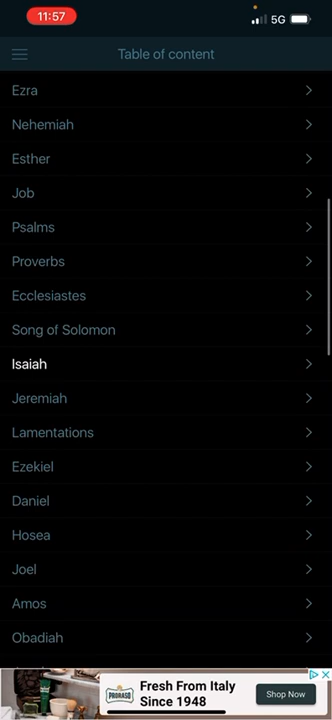 11:57
5G
Table of content
Ezra
Nehemiah
Esther
Job
Psalms
Proverbs
Ecclesiastes
Song of Solomon
Isaiah
Jeremiah
Lamentations
Ezekiel
Daniel
Hosea
Joel
Amos
Obadiah
PRORASO
Fresh From Italy
Since 1948
Shop Now